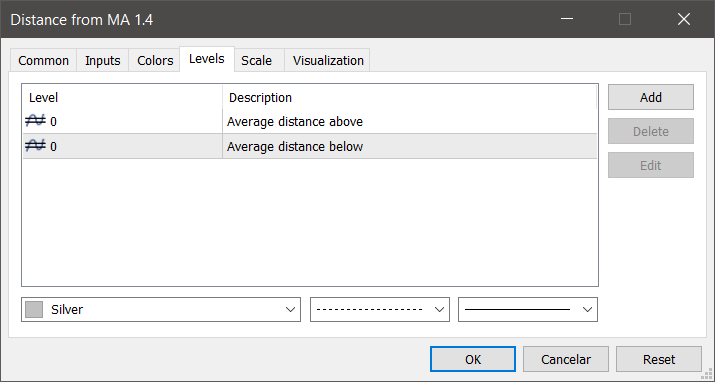 Distance from MA 1.4
Common Inputs Colors Levels Scale Visualization
Level Description
0 Average distance above
0 Average distance below
Add
Delete
Edit
Silver
OK Cancelar Reset